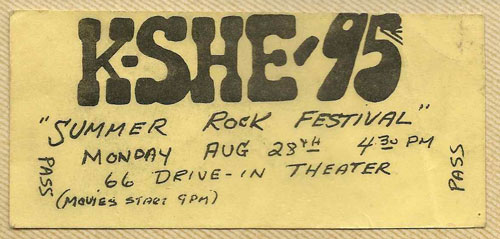 K-SHE-95
"SUMMER ROCK FESTIVAL"
MONDAY AUG 28TH 4:30 PM
66 DRIVE-IN THEATER
(MOVIES START 9PM)
PASS
PASS